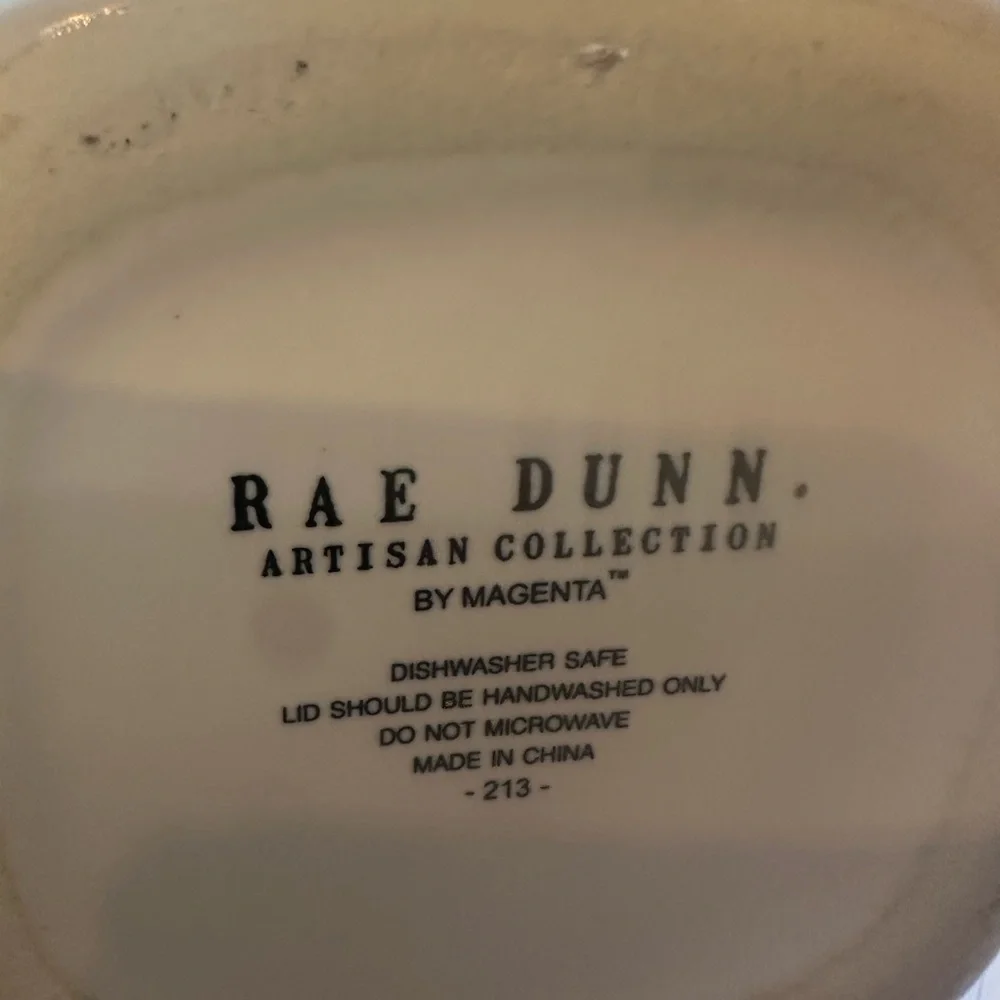 RAE DUNN.
ARTISAN COLLECTION
BY MAGENTA™
DISHWASHER SAFE
LID SHOULD BE HANDWASHED ONLY
DO NOT MICROWAVE
MADE IN CHINA
- 213 -